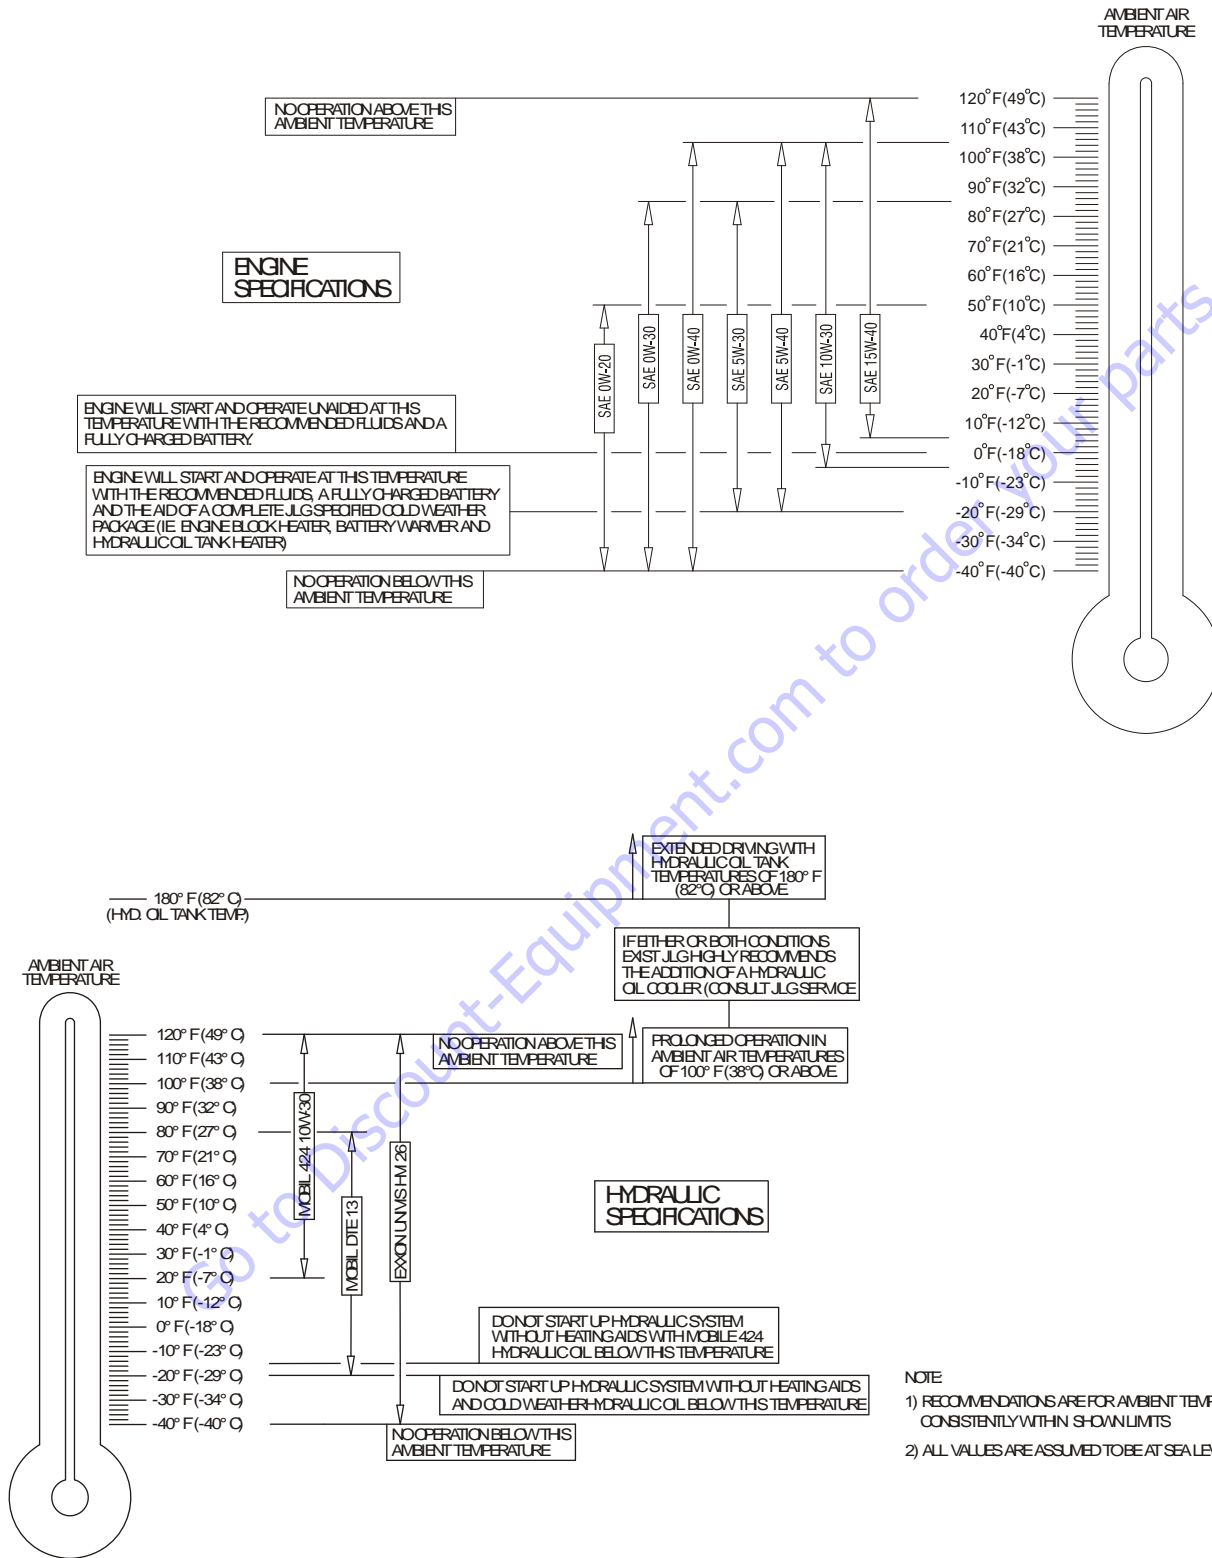 AMBIENT AIR
TEMPERATURE
NO OPERATION ABOVE THIS
AMBIENT TEMPERATURE
120°F(49°C)
110°F(43°C)
100°F(38°C)
90°F(32°C)
80°F(27°C)
70°F(21°C)
60°F(16°C)
50°F(10°C)
40°F(4°C)
30°F(-1°C)
20°F(-7°C)
10°F(-12°C)
0°F(-18°C)
-10°F(-23°C)
-20°F(-29°C)
-30°F(-34°C)
-40°F(-40°C)
ENGINE
SPECIFICATIONS
SAE 0W-20
SAE 0W-30
SAE 0W-40
SAE 5W-30
SAE 5W-40
SAE 10W-30
SAE 15W-40
ENGINE WILL START AND OPERATE UNAIDED AT THIS
TEMPERATURE WITH THE RECOMMENDED FLUIDS AND A
FULLY CHARGED BATTERY.
ENGINE WILL START AND OPERATE AT THIS TEMPERATURE
WITH THE RECOMMENDED FLUIDS, A FULLY CHARGED BATTERY
AND THE AID OF A COMPLETE JLG SPECIFIED COLD WEATHER
PACKAGE (IE. ENGINE BLOCK HEATER, BATTERY WARMER AND
HYDRAULIC OIL TANK HEATER)
NO OPERATION BELOW THIS
AMBIENT TEMPERATURE
EXTENDED DRIVING WITH
HYDRAULIC OIL TANK
TEMPERATURES OF 180° F
(82°C) OR ABOVE.
180° F (82° C)
(HYD. OIL TANK TEMP.)
IF EITHER OR BOTH CONDITIONS
EXIST JLG HIGHLY RECOMMENDS
THE ADDITION OF A HYDRAULIC
OIL COOLER (CONSULT JLG SERVICE
AMBIENT AIR
TEMPERATURE
120° F (49° C)
110° F (43° C)
100° F (38° C)
90° F (32° C)
80° F (27° C)
70° F (21° C)
60° F (16° C)
50° F (10° C)
40° F (4° C)
30° F (-1° C)
20° F (-7° C)
10° F (-12° C)
0° F (-18° C)
-10° F (-23° C)
-20° F (-29° C)
-30° F (-34° C)
-40° F (-40° C)
NO OPERATION ABOVE THIS
AMBIENT TEMPERATURE
PROLONGED OPERATION IN
AMBIENT AIR TEMPERATURES
OF 100° F (38°C) OR ABOVE.
MOBIL 424 10W-30
MOBIL DTE 13
EXXON UNIVIS HVI 26
HYDRAULIC
SPECIFICATIONS
DO NOT START UP HYDRAULIC SYSTEM
WITHOUT HEATING AIDS WITH MOBILE 424
HYDRAULIC OIL BELOW THIS TEMPERATURE
DO NOT START UP HYDRAULIC SYSTEM WITHOUT HEATING AIDS
AND COLD WEATHER HYDRAULIC OIL BELOW THIS TEMPERATURE
NO OPERATION BELOW THIS
AMBIENT TEMPERATURE
NOTE:
1) RECOMMENDATIONS ARE FOR AMBIENT
CONSISTENTLY WITHIN SHOWN LIMITS
2) ALL VALUES ARE ASSUMED TO BE AT SEA
Go to Discount-Equipment.com to order your parts